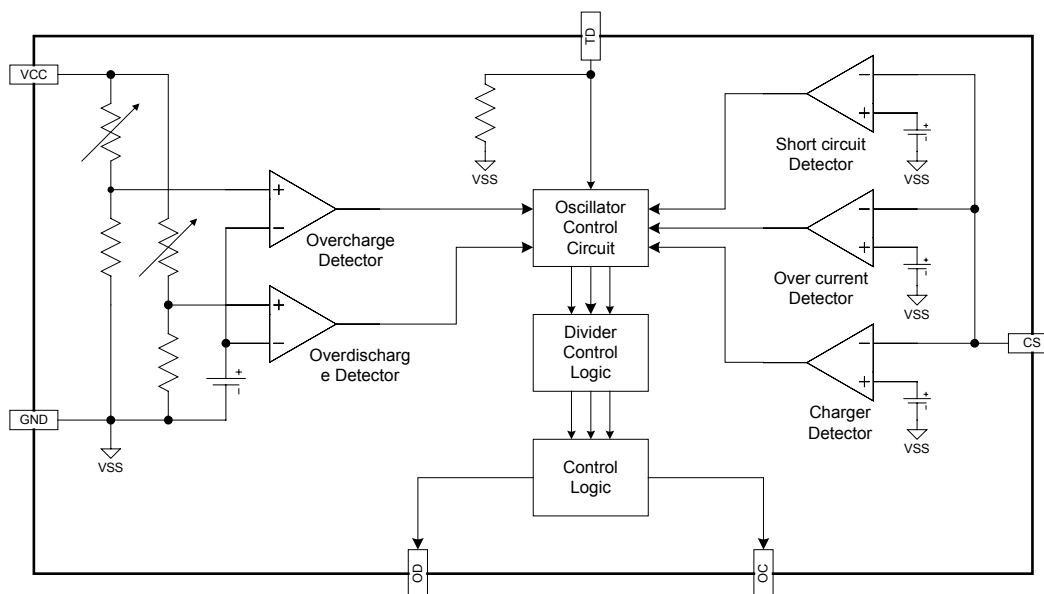 TD
VCC
VSS
Short circuit
Detector
VSS
Oscillator
Control
Circuit
Overcharge
Detector
Over current
Detector
VSS
Divider
Control
Logic
Overdischarg
e Detector
CS
Charger
Detector
VSS
GND
VSS
Control
Logic
OD
OC